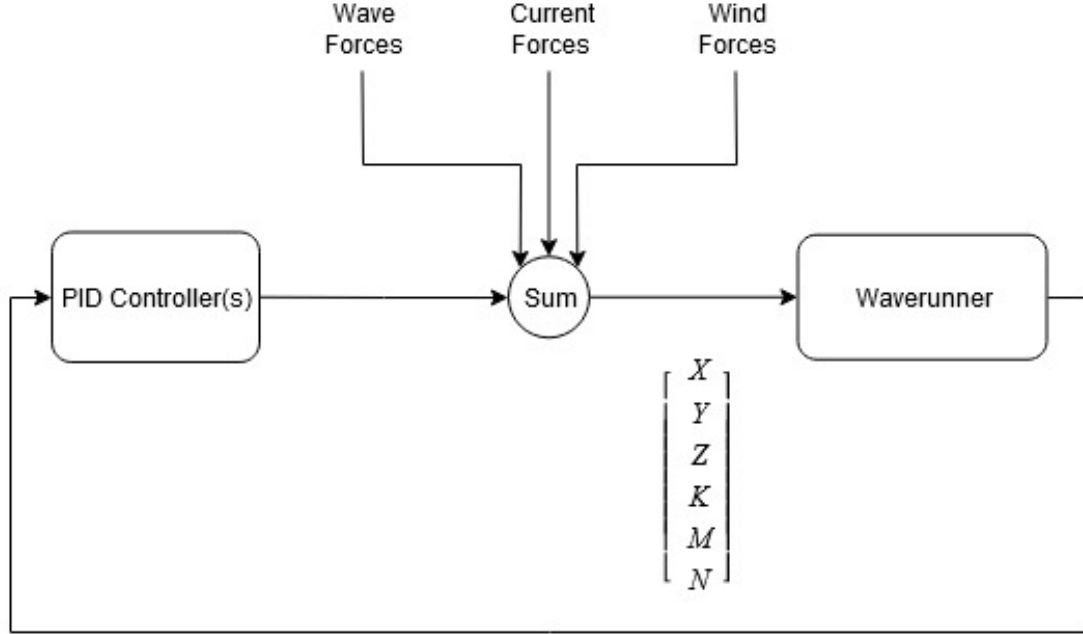 Wave
Forces
Current
Forces
Wind
Forces
PID Controller(s)
Sum
Waverunner
X
Y
Z
K
M
N